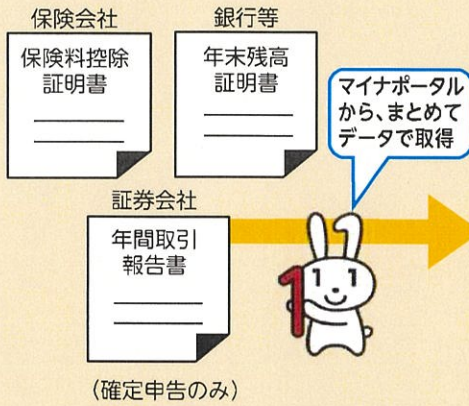 保険会社
保険料控除
証明書
銀行等
年末残高
証明書
マイナポータル
から、まとめて
データで取得
証券会社
年間取引
報告書
(確定申告のみ)
1